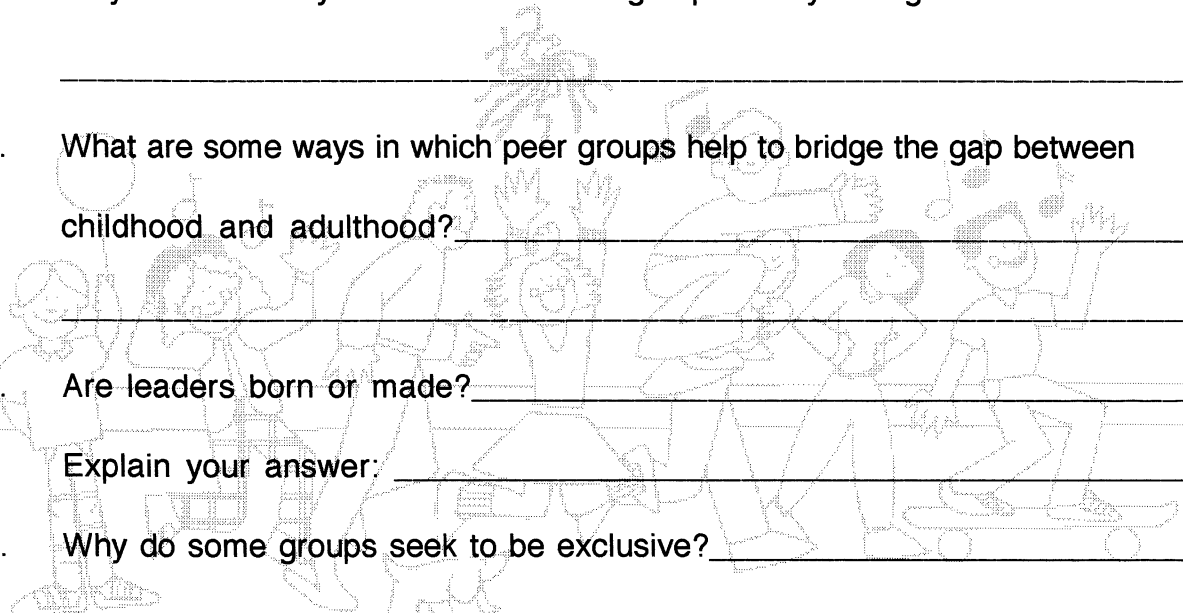 . What are some ways in which peer groups help to bridge the gap between
childhood and adulthood?
. Are leaders born or made?
Explain your answer:
. Why do some groups seek to be exclusive?